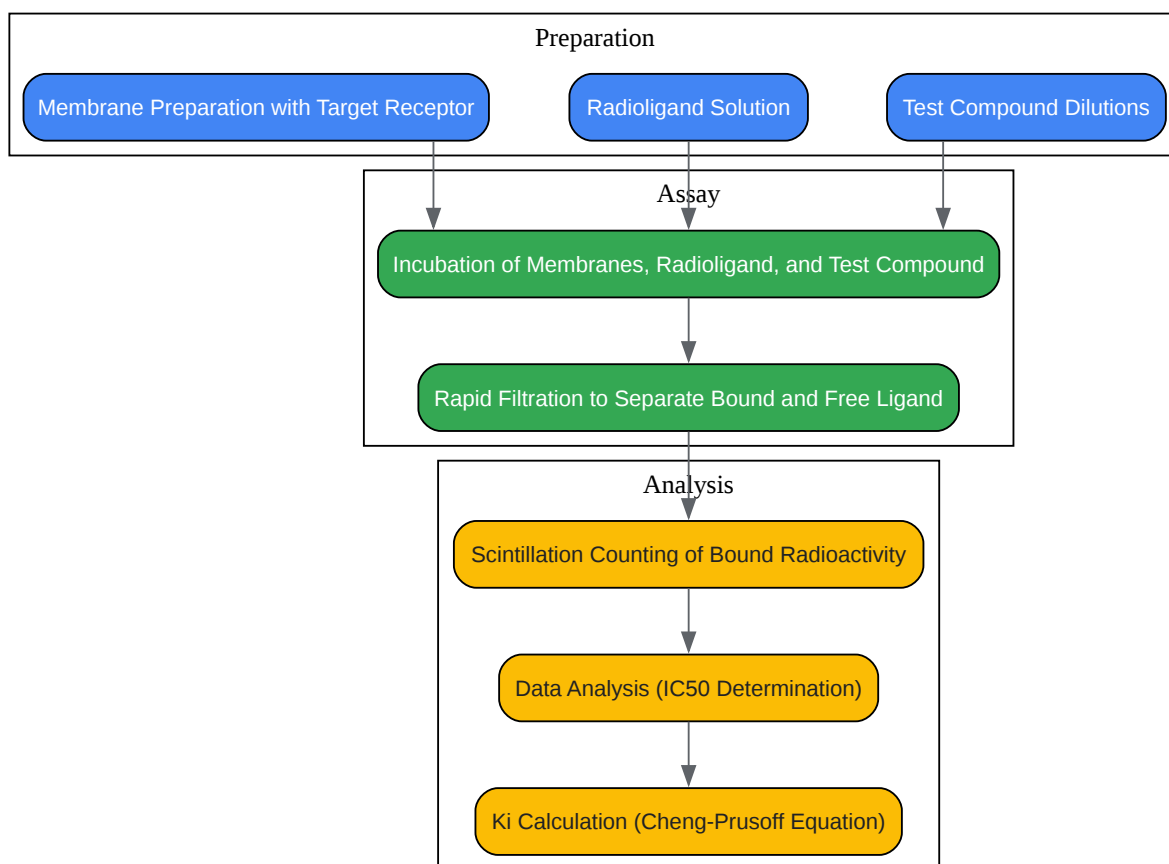 Preparation
Membrane Preparation with Target Receptor
Radioligand Solution
Test Compound Dilutions
Assay
Incubation of Membranes, Radioligand, and Test Compound
Rapid Filtration to Separate Bound and Free Ligand
Analysis
Scintillation Counting of Bound Radioactivity
Data Analysis (IC50 Determination)
Ki Calculation (Cheng-Prusoff Equation)